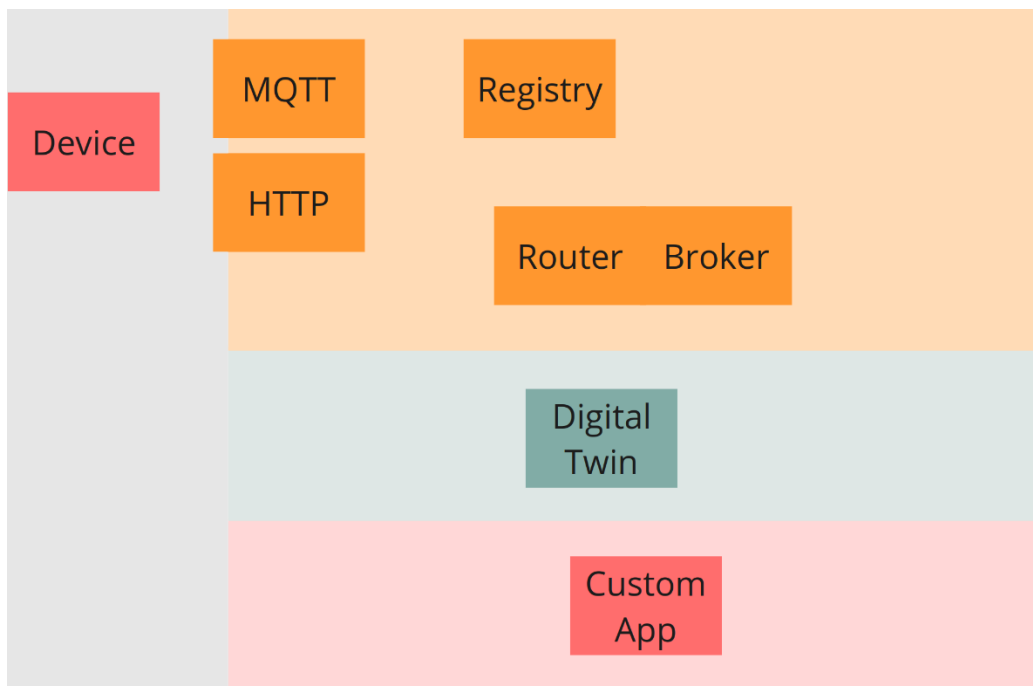 MQTT
Registry
Device
HTTP
Router
Broker
Digital
Twin
Custom
App